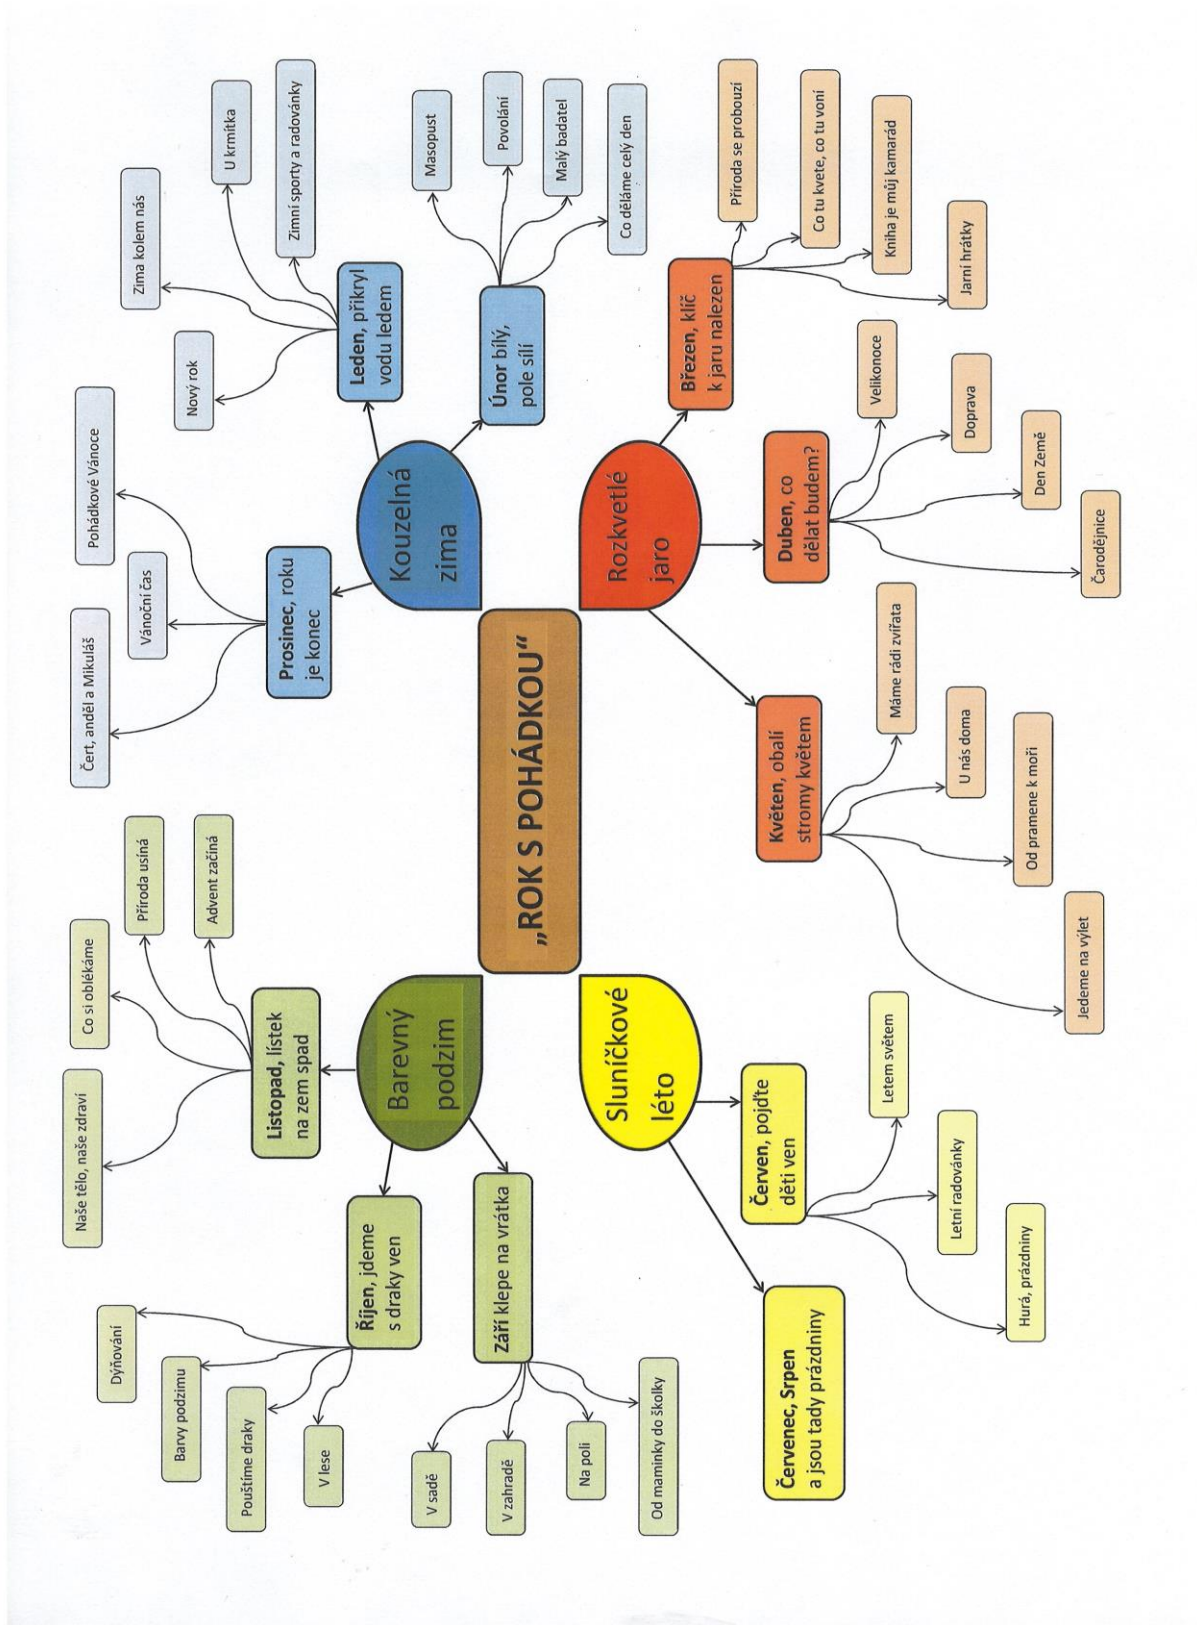 „ROK S POHÁDKOU“
Barevný
podzim
Září klepe na vrátka
V sadě
V zahradě
Na poli
Od maminky do školky
Říjen, jdeme
s draky ven
V lese
Pouštíme draky
Barvy podzimu
Dýňování
Listopad, lístek
na zem spad
Naše tělo, naše zdraví
Co si oblékáme
Příroda usíná
Advent začíná
Kouzelná
zima
Prosinec, roku
je konec
Čert, anděl a Mikuláš
Vánoční čas
Pohádkové Vánoce
Leden, přikryl
vodu ledem
Nový rok
Zima kolem nás
U krmítka
Zimní sporty a radovánky
Únor bílý,
pole sílí
Masopust
Povolání
Malý badatel
Co děláme celý den
Rozkvetlé
jaro
Březen, klíč
k jaru nalezen
Příroda se probouzí
Co tu kvete, co tu voní
Kniha je můj kamarád
Jarní hrátky
Duben, co
dělat budem?
Velikonoce
Doprava
Den Země
Čarodějnice
Květen, obalí
stromy květem
Máme rádi zvířata
U nás doma
Od pramene k moři
Jedeme na výlet
Sluníčkové
léto
Červen, pojďte
děti ven
Letem světem
Letní radovánky
Hurá, prázdniny
Červenec, Srpen
a jsou tady prázdniny